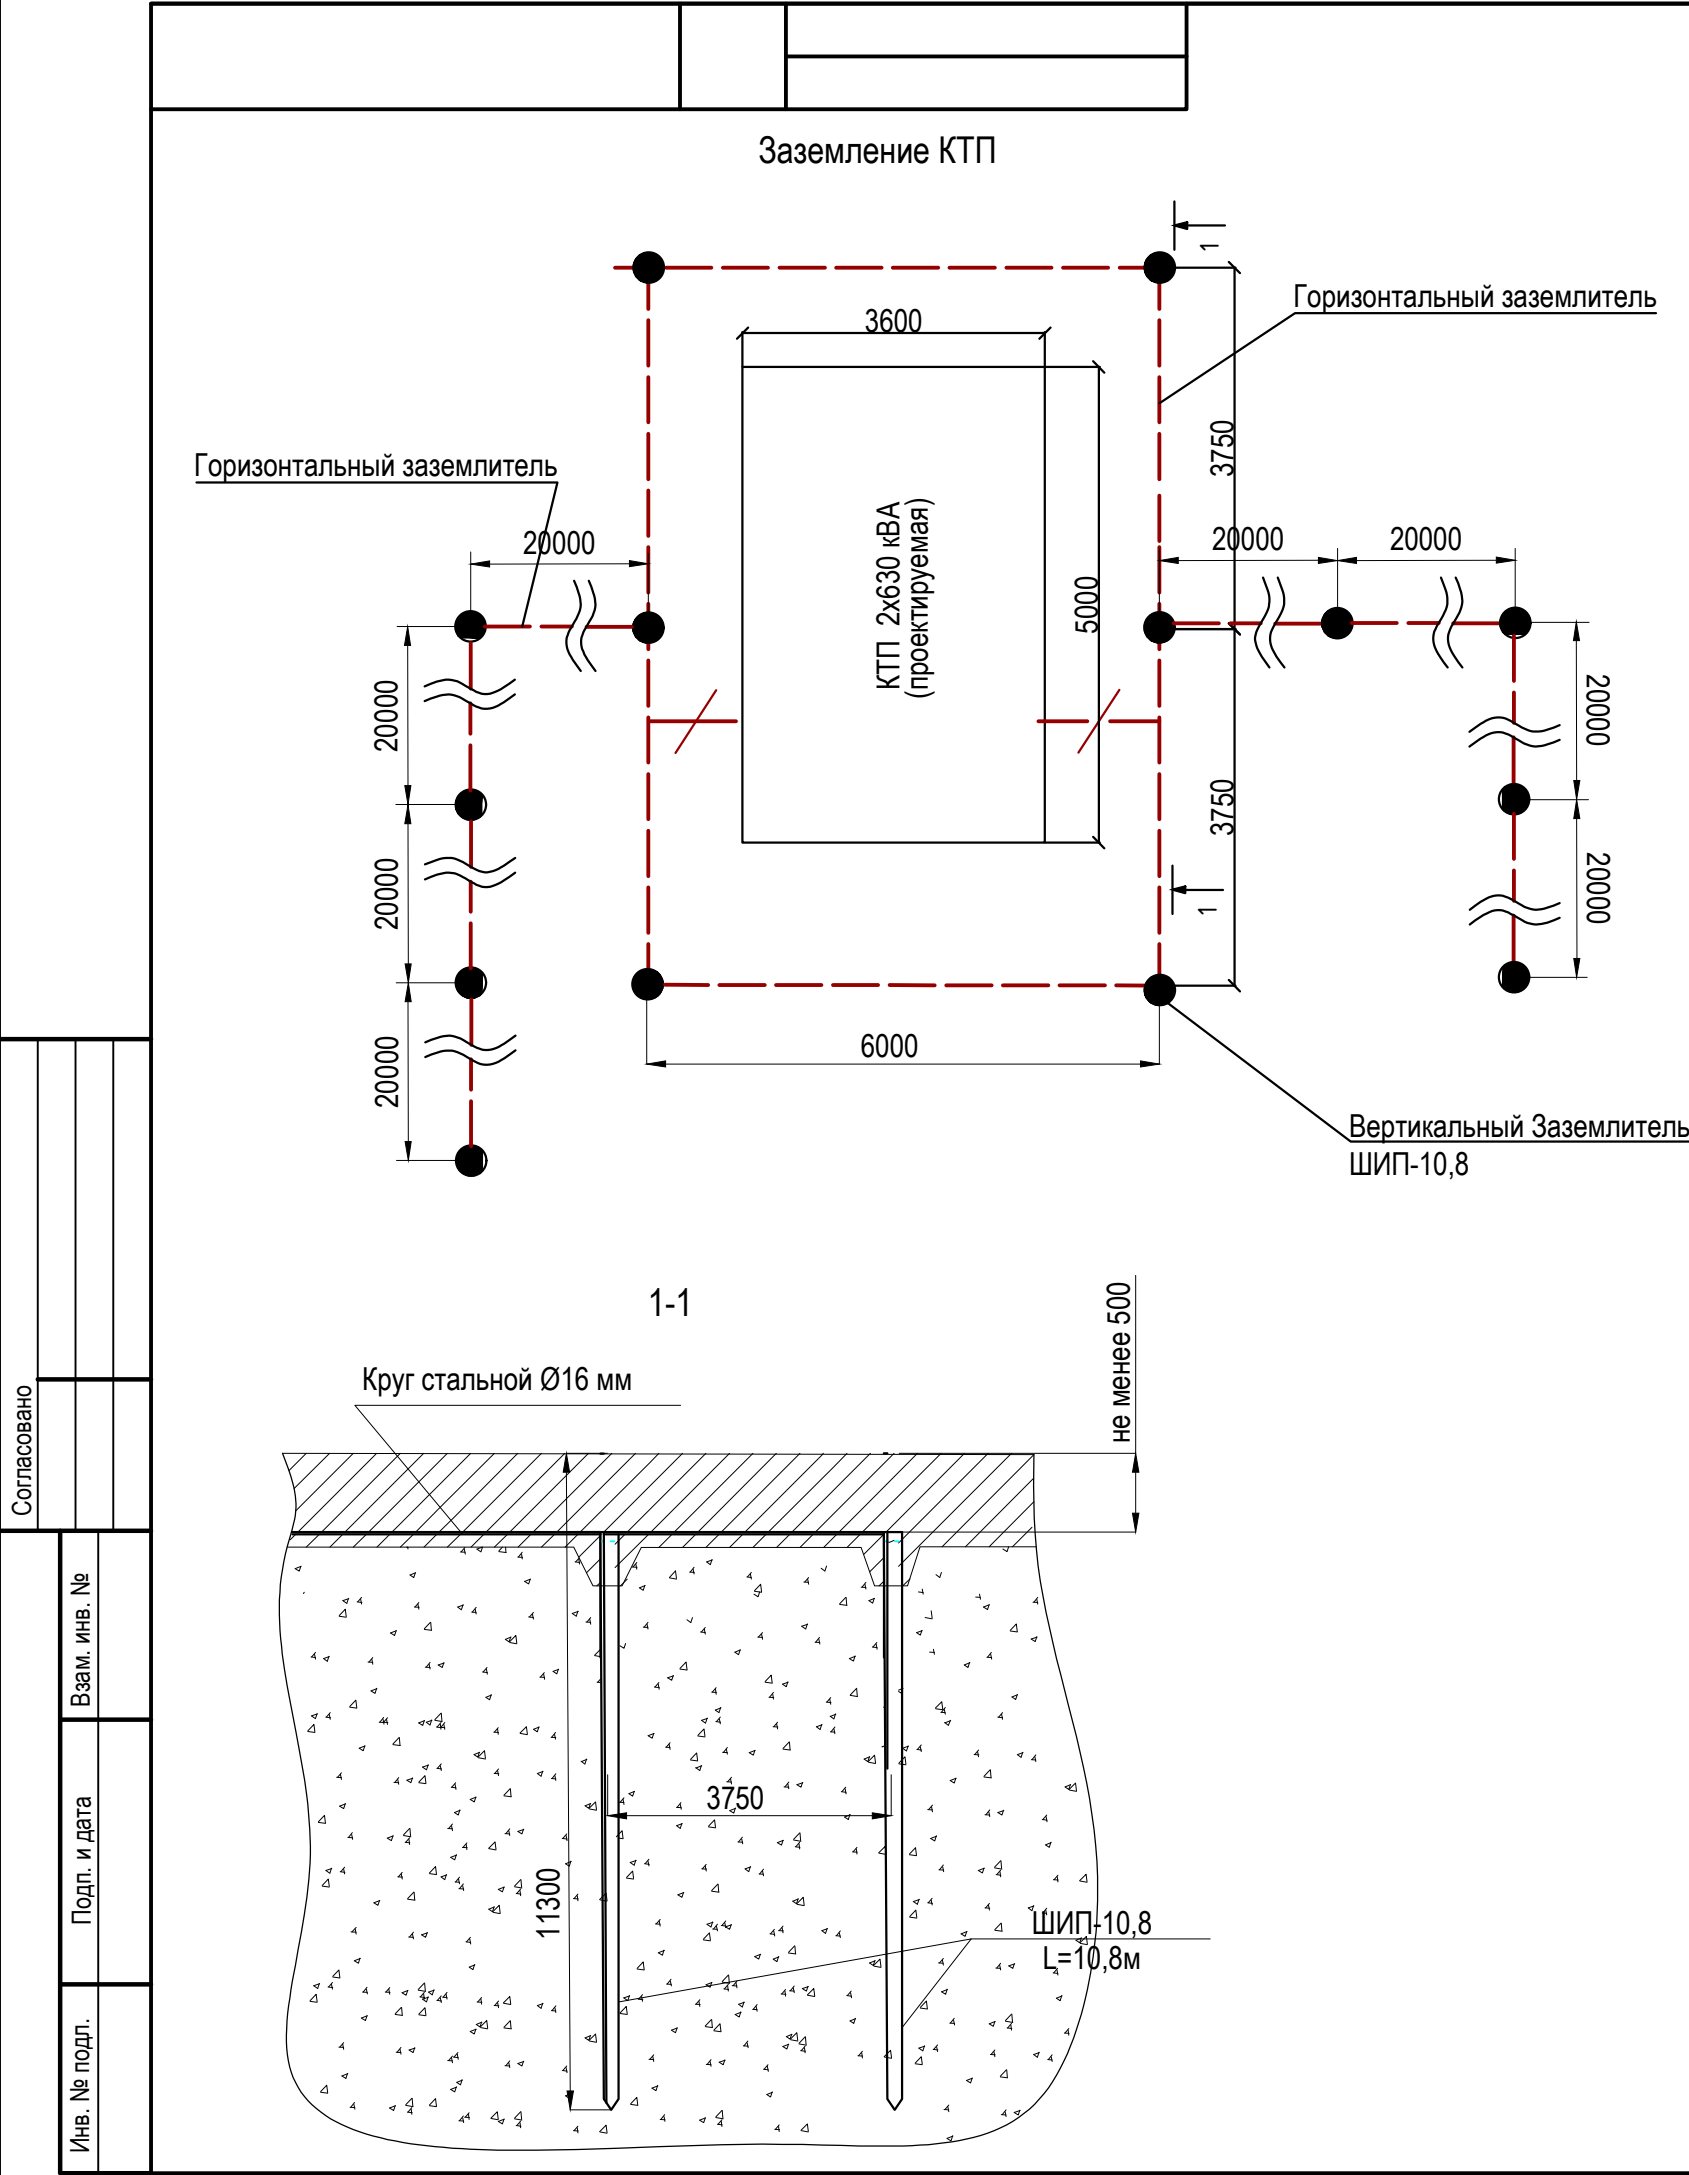 Заземление КТП
1
Горизонтальный заземлитель
3600
3750
Горизонтальный заземлитель
20000
КТП 2х630 кВА
(проектируемая)
5000
20000
20000
20000
20000
3750
20000
20000
1
20000
6000
Вертикальный Заземлитель
ШИП-10,8
1-1
не менее 500
Круг стальной Ø16 мм
3750
11300
ШИП-10,8
L=10,8м
Согласовано
Взам. инв. №
Подп. и дата
Инв. № подл.